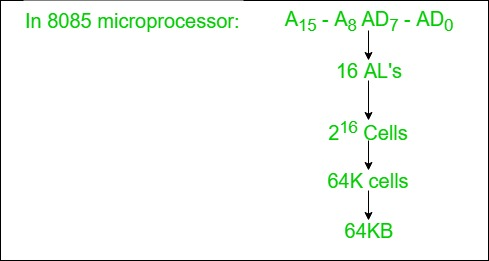 In 8085 microprocessor: A15 - A8 AD7 - AD0
16 AL's
2^16 Cells
64K cells
64KB